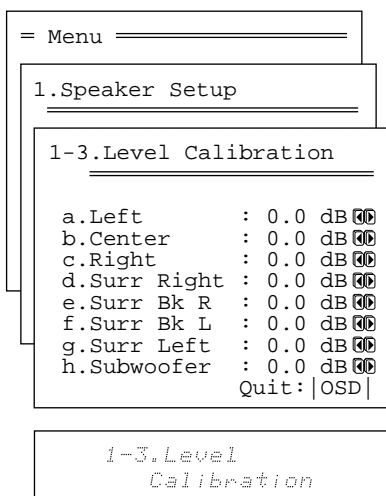 = Menu
1.Speaker Setup
1-3.Level Calibration
a.Left : 0.0 dB
b.Center : 0.0 dB
c.Right : 0.0 dB
d.Surr Right : 0.0 dB
e.Surr Bk R : 0.0 dB
f.Surr Bk L : 0.0 dB
g.Surr Left : 0.0 dB
h.Subwoofer : 0.0 dB
Quit:|OSD|
1-3.Level
Calibration